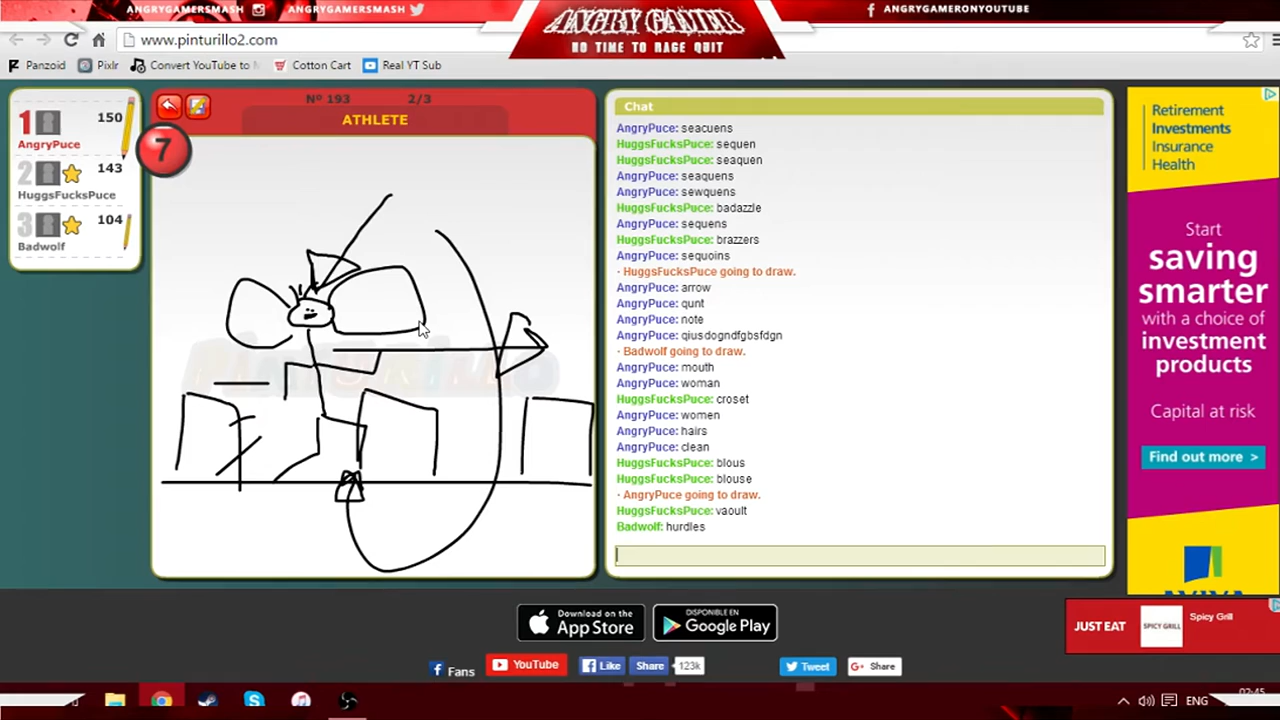 ANGRYGAMERSMASH ANGRYGAMERSMASH ANGRYGAMERONYOUTUBE
ANGRY GAMER
NO TIME TO RAGE QUIT
www.pinturillo2.com
Panzoid Pixlr Convert YouTube to Cotton Cart Real YT Sub
Nº 193 2/3
ATHLETE
7
1 150
AngryPuce
2 143
HuggsFucksPuce
3 104
Badwolf
Chat
AngryPuce: seacuens
HuggsFucksPuce: sequen
HuggsFucksPuce: seaquen
AngryPuce: seaquens
AngryPuce: sewquens
HuggsFucksPuce: badazzle
AngryPuce: sequens
HuggsFucksPuce: brazzers
AngryPuce: sequoins
· HuggsFucksPuce going to draw.
AngryPuce: arrow
AngryPuce: qunt
AngryPuce: note
AngryPuce: qiusdogndfgbsfdgn
· Badwolf going to draw.
AngryPuce: mouth
AngryPuce: woman
HuggsFucksPuce: croset
AngryPuce: women
AngryPuce: hairs
AngryPuce: clean
HuggsFucksPuce: blous
HuggsFucksPuce: blouse
· AngryPuce going to draw.
HuggsFucksPuce: vaoult
Badwolf: hurdles
Retirement
Investments
Insurance
Health
Start
saving
smarter
with a choice of
investment
products
Capital at risk
Find out more >
Download on the
App Store
DISPONIBLE EN
Google Play
JUST EAT SPICY GRILL Spicy Grill
Fans YouTube Like Share 123k Tweet Share
ENG 02:45